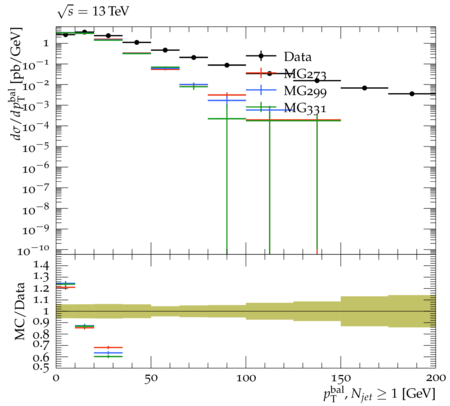 √s = 13 TeV
dσ/dp_T^bal [pb/GeV]
1
10⁻¹
10⁻²
10⁻³
10⁻⁴
10⁻⁵
10⁻⁶
10⁻⁷
10⁻⁸
10⁻⁹
10⁻¹⁰
Data
MG273
MG299
MG331
MC/Data
1.4
1.3
1.2
1.1
1
0.9
0.8
0.7
0.6
0.5
0 50 100 150 200
p_T^bal, N_jet ≥ 1 [GeV]